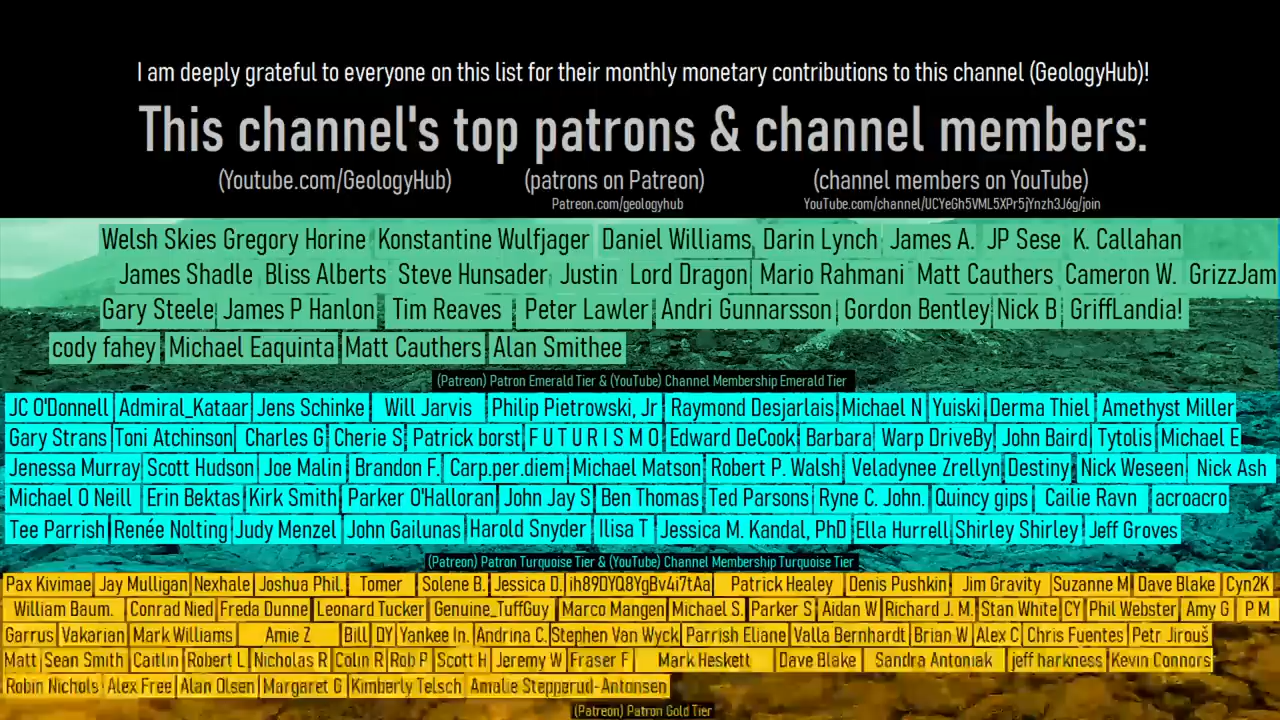 I am deeply grateful to everyone on this list for their monthly monetary contributions to this channel (GeologyHub)!
This channel's top patrons & channel members:
(Youtube.com/GeologyHub) (patrons on Patreon) (channel members on YouTube)
Patreon.com/geologyhub YouTube.com/channel/UCYeGh5VML5XPr5jYnzh3J6g/join
Welsh Skies Gregory Horine Konstantine Wulfjager Daniel Williams Darin Lynch James A. JP Sese K. Callahan
James Shadle Bliss Alberts Steve Hunsader Justin Lord Dragon Mario Rahmani Matt Cauthers Cameron W. GrizzJam
Gary Steele James P Hanlon Tim Reaves Peter Lawler Andri Gunnarsson Gordon Bentley Nick B GriffLandia!
cody fahey Michael Eaquinta Matt Cauthers Alan Smithee
(Patreon) Patron Emerald Tier & (YouTube) Channel Membership Emerald Tier
JC O'Donnell Admiral_Kataar Jens Schinke Will Jarvis Philip Pietrowski, Jr Raymond Desjarlais Michael N Yuiski Derma Thiel Amethyst Miller
Gary Strans Toni Atchinson Charles G Cherie S Patrick borst F U T U R I S M O Edward DeCook Barbara Warp DriveBy John Baird Tytolis Michael E
Jenessa Murray Scott Hudson Joe Malin Brandon F. Carp.per.diem Michael Matson Robert P. Walsh Veladynee Zrellyn Destiny Nick Weseen Nick Ash
Michael O Neill Erin Bektas Kirk Smith Parker O'Halloran John Jay S Ben Thomas Ted Parsons Ryne C. John. Quincy gips Cailie Ravn acroacro
Tee Parrish Renée Nolting Judy Menzel John Gailunas Harold Snyder Ilisa T Jessica M. Kandal, PhD Ella Hurrell Shirley Shirley Jeff Groves
(Patreon) Patron Turquoise Tier & (YouTube) Channel Membership Turquoise Tier
Pax Kivimae Jay Mulligan Nexhale Joshua Phil. Tomer Solene B. Jessica D. ih89DYQ8YgBv4i7tAa Patrick Healey Denis Pushkin Jim Gravity Suzanne M Dave Blake Cyn2K
William Baum. Conrad Nied Freda Dunne Leonard Tucker Genuine_TuffGuy Marco Mangen Michael S. Parker S Aidan W Richard J. M. Stan White CY Phil Webster Amy G P M
Garrus Vakarian Mark Williams Amie Z Bill DY Yankee In. Andrina C. Stephen Van Wyck Parrish Eliane Valla Bernhardt Brian W Alex C Chris Fuentes Petr Jirouš
Matt Sean Smith Caitlin Robert L Nicholas R Colin R Rob P Scott H Jeremy W Fraser F Mark Heskett Dave Blake Sandra Antoniak jeff harkness Kevin Connors
Robin Nichols Alex Free Alan Olsen Margaret G Kimberly Telsch Amalie Stepperud-Antonsen
(Patreon) Patron Gold Tier